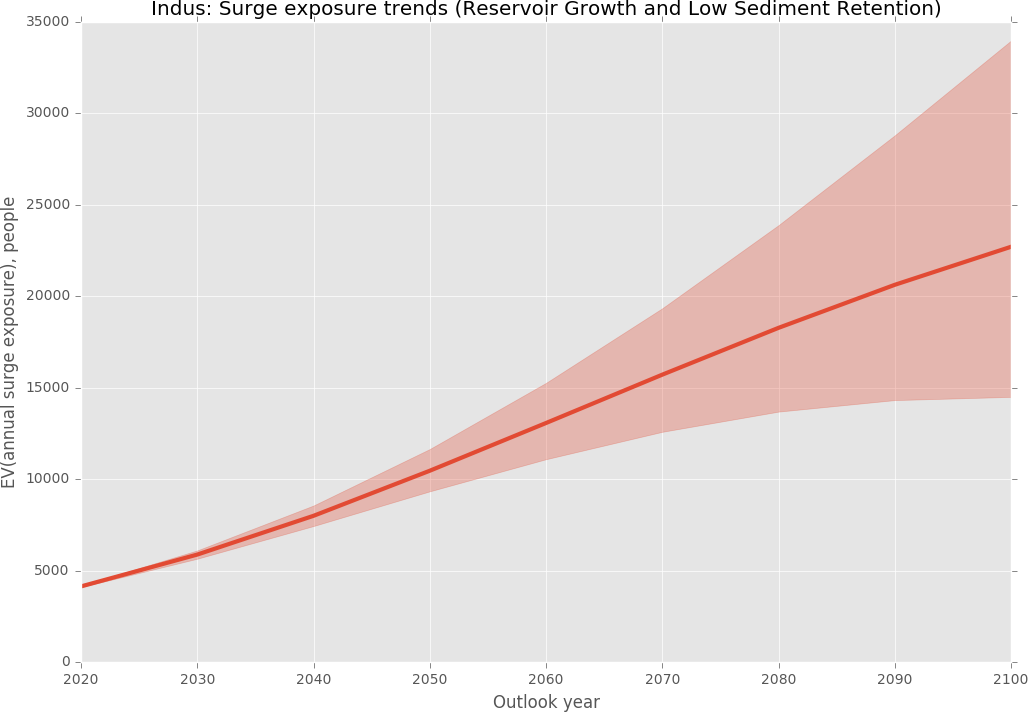 Indus: Surge exposure trends (Reservoir Growth and Low Sediment Retention)
35000
30000
25000
20000
15000
10000
5000
0
EV(annual surge exposure), people
2020 2030 2040 2050 2060 2070 2080 2090 2100
Outlook year